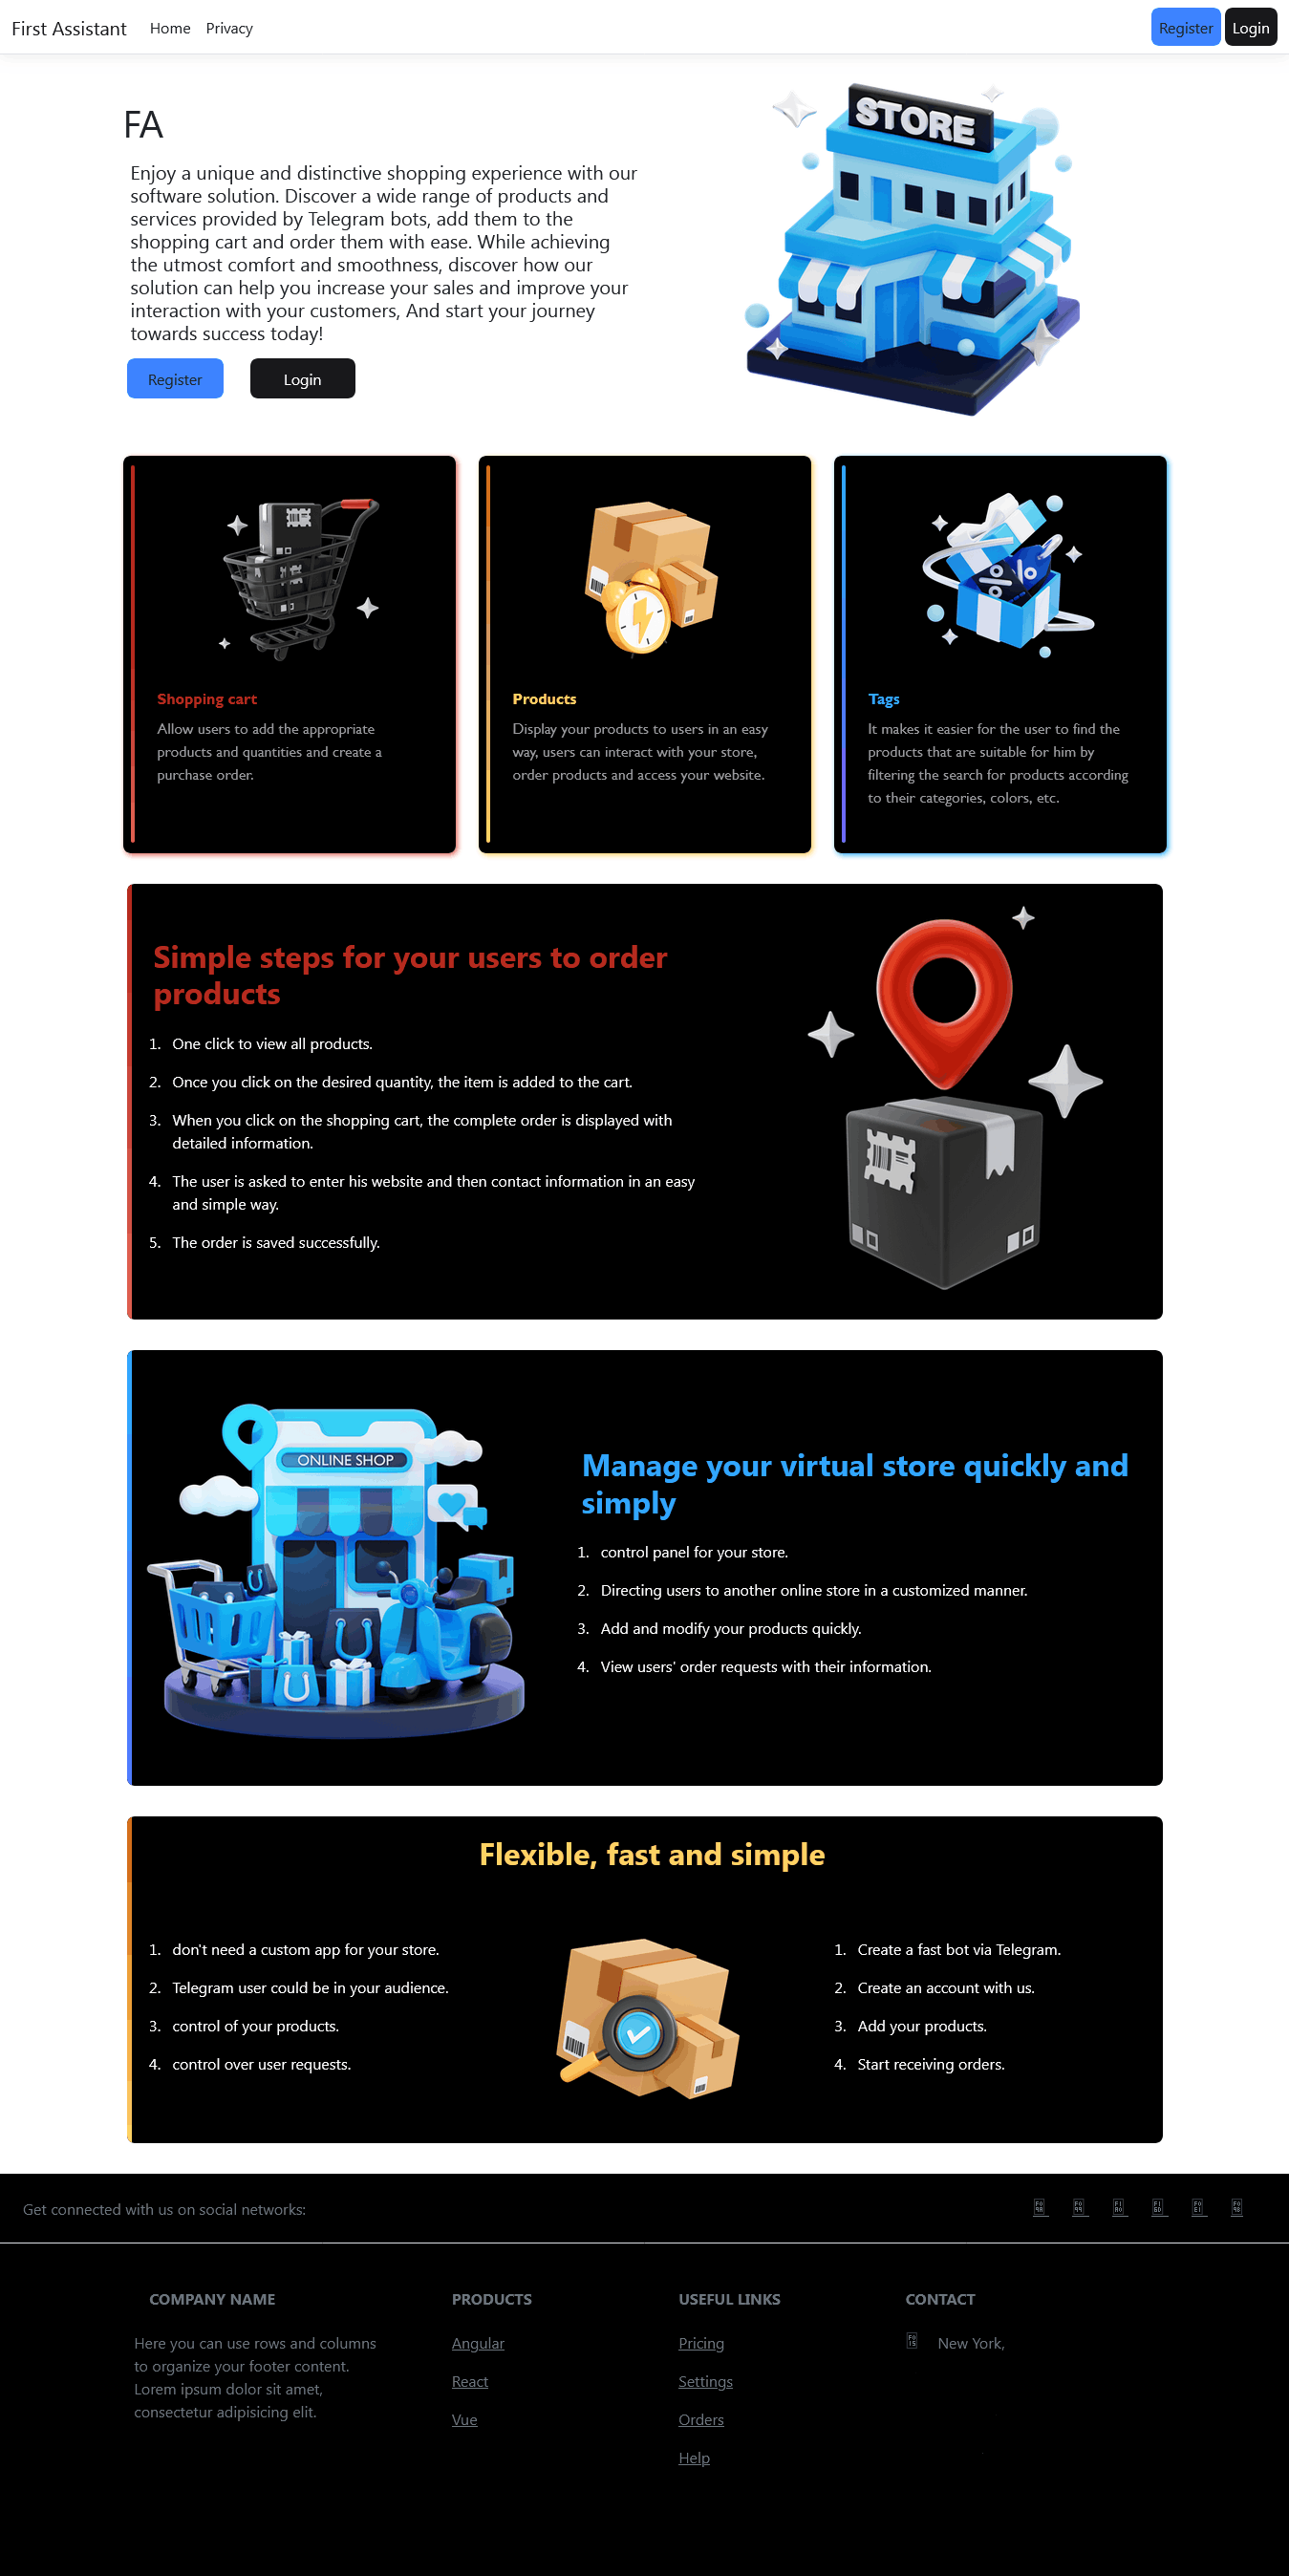 First Assistant Home Privacy Register Login
FA
Enjoy a unique and distinctive shopping experience with our
software solution. Discover a wide range of products and
services provided by Telegram bots, add them to the
shopping cart and order them with ease. While achieving
the utmost comfort and smoothness, discover how our
solution can help you increase your sales and improve your
interaction with your customers, And start your journey
towards success today!
Register Login
STORE
Shopping cart
Allow users to add the appropriate
products and quantities and create a
purchase order.
Products
Display your products to users in an easy
way, users can interact with your store,
order products and access your website.
Tags
It makes it easier for the user to find the
products that are suitable for him by
filtering the search for products according
to their categories, colors, etc.
Simple steps for your users to order
products
1. One click to view all products.
2. Once you click on the desired quantity, the item is added to the cart.
3. When you click on the shopping cart, the complete order is displayed with
detailed information.
4. The user is asked to enter his website and then contact information in an easy
and simple way.
5. The order is saved successfully.
ONLINE SHOP
Manage your virtual store quickly and
simply
1. control panel for your store.
2. Directing users to another online store in a customized manner.
3. Add and modify your products quickly.
4. View users' order requests with their information.
Flexible, fast and simple
1. don't need a custom app for your store.
2. Telegram user could be in your audience.
3. control of your products.
4. control over user requests.
1. Create a fast bot via Telegram.
2. Create an account with us.
3. Add your products.
4. Start receiving orders.
Get connected with us on social networks:
COMPANY NAME
Here you can use rows and columns
to organize your footer content.
Lorem ipsum dolor sit amet,
consectetur adipisicing elit.
PRODUCTS
Angular
React
Vue
USEFUL LINKS
Pricing
Settings
Orders
Help
CONTACT
New York,